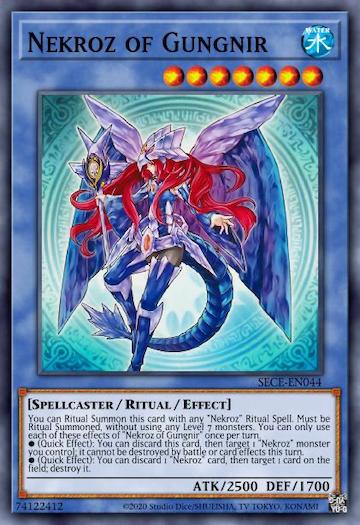 NEKROZ OF GUNGNIR
WATER
水
SECE-EN044
[SPELLCASTER / RITUAL / EFFECT]
You can Ritual Summon this card with any "Nekroz" Ritual Spell. Must be
Ritual Summoned, without using any Level 7 monsters. You can only use
each of these effects of "Nekroz of Gungnir" once per turn.
● (Quick Effect): You can discard this card, then target 1 "Nekroz" monster
you control; it cannot be destroyed by battle or card effects this turn.
● (Quick Effect): You can discard 1 "Nekroz" card, then target 1 card on
the field; destroy it.
ATK/2500 DEF/1700
74122412 ©2020 Studio Dice/SHUEISHA, TV TOKYO, KONAMI